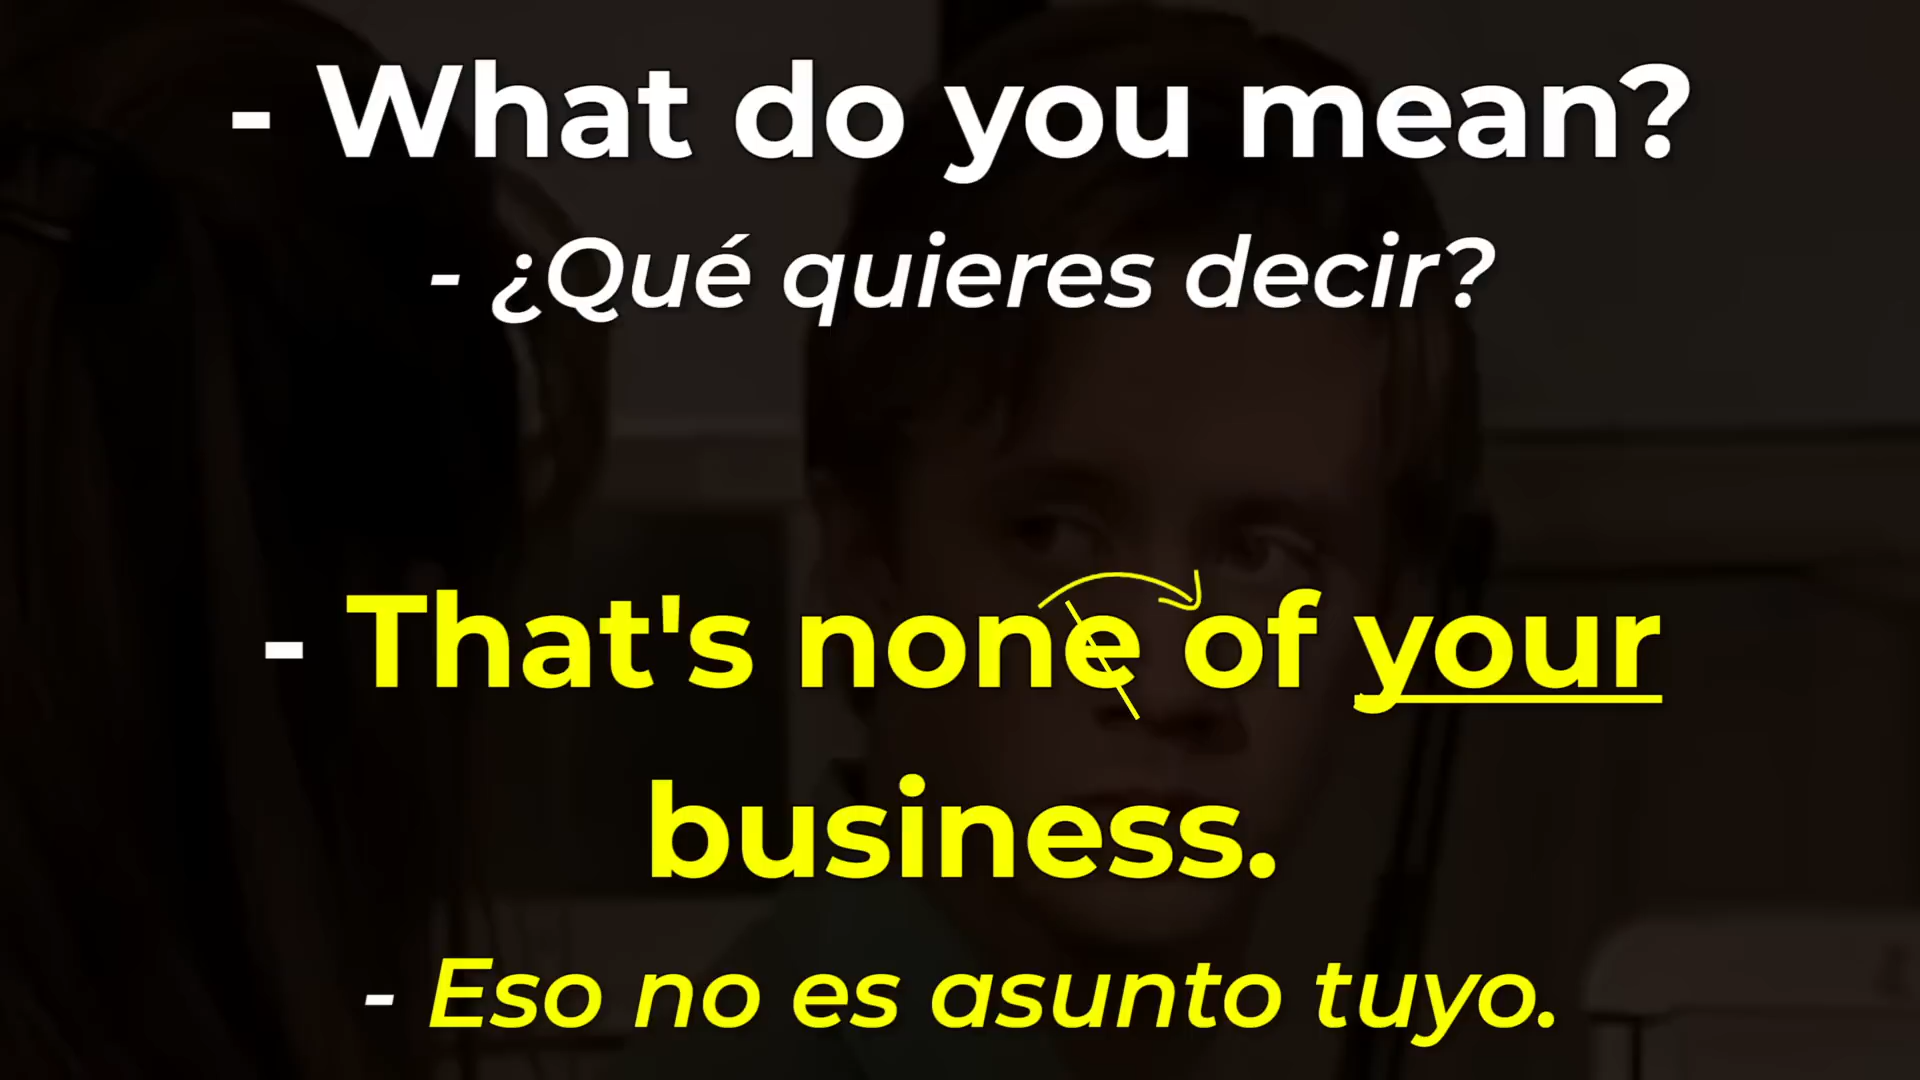 - What do you mean?
- ¿Qué quieres decir?
- That's none of your
business.
- Eso no es asunto tuyo.